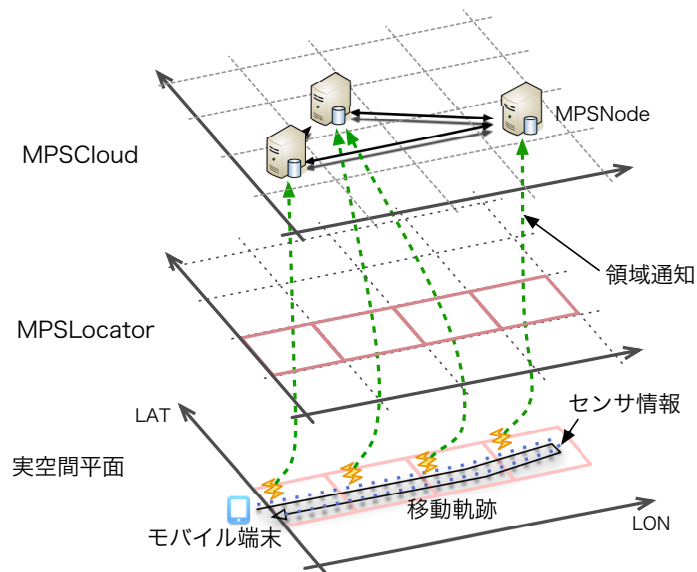 MPSNode
MPSCloud
領域通知
MPSLocator
LAT
センサ情報
実空間平面
移動軌跡
LON
モバイル端末